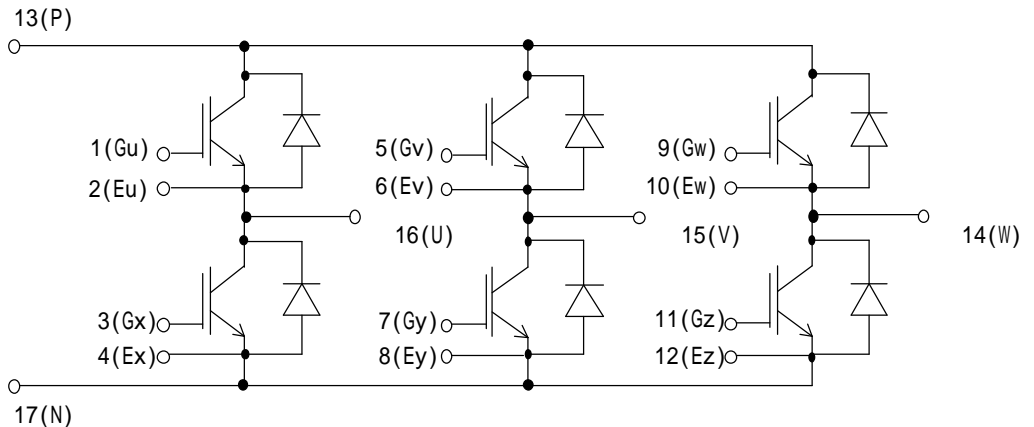 13(P)
1(Gu)
5(Gv)
9(Gw)
2(Eu)
6(Ev)
10(Ew)
16(U)
15(V)
14(W)
3(Gx)
7(Gy)
11(Gz)
4(Ex)
8(Ey)
12(Ez)
17(N)